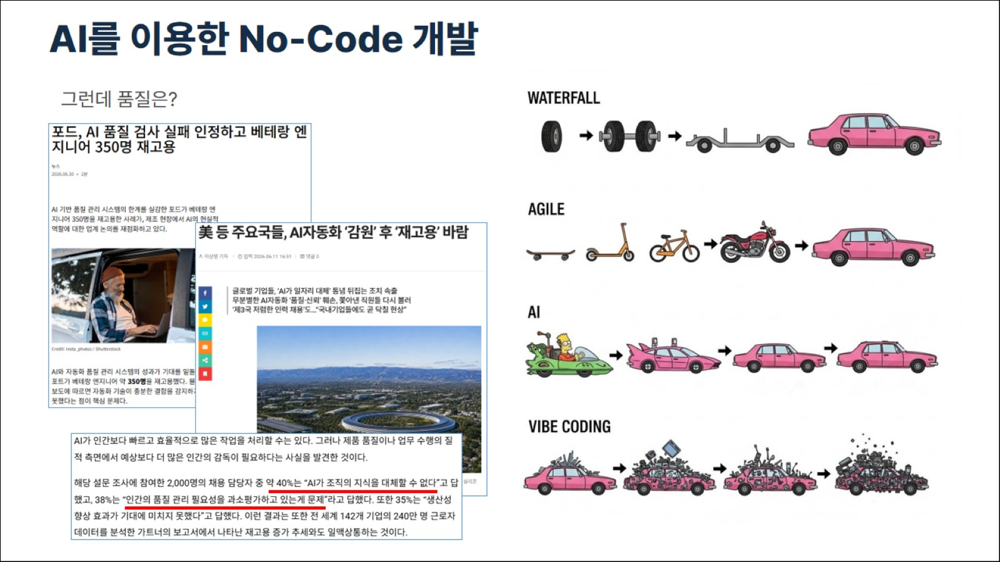 AI를 이용한 No-Code 개발
그런데 품질은?
포드, AI 품질 검사 실패 인정하고 베테랑 엔
지니어 350명 재고용
뉴스
2026.06.30 • 2분
AI 기반 품질 관리 시스템의 한계를 실감한 포드가 베테랑 엔
지니어 350명을 재고용한 사례가, 제조 현장에서 AI의 현실적
역할에 대한 업계 논의를 재점화하고 있다.
Credit: Insta_photos / Shutterstock
AI와 자동화 품질 관리 시스템의 성과가 기대를 밑돌
포트가 베테랑 엔지니어 약 350명을 재고용했다.
보도에 따르면 자동화 기술이 충분한 결함을 감지하
못했다는 점이 핵심 문제다.
美 등 주요국들, AI자동화 ‘감원’ 후 ‘재고용’ 바람
이상영 기자 입력 2026.06.11 16:51 댓글 0
글로벌 기업들, ‘AI가 일자리 대체’ 통념 뒤집는 조치 속출
무분별한 AI자동화 ‘품질·신뢰’ 훼손, 쫓아낸 직원들 다시 불러
‘제3국 저렴한 인력 채용’도…“국내기업들에도 곧 닥칠 현상”
실리콘
AI가 인간보다 빠르고 효율적으로 많은 작업을 처리할 수는 있다. 그러나 제품 품질이나 업무 수행의 질
적 측면에서 예상보다 더 많은 인간의 감독이 필요하다는 사실을 발견한 것이다.
해당 설문 조사에 참여한 2,000명의 채용 담당자 중 약 40%는 “AI가 조직의 지식을 대체할 수 없다”고 답
했고, 38%는 “인간의 품질 관리 필요성을 과소평가하고 있는게 문제”라고 답했다. 또한 35%는 “생산성
향상 효과가 기대에 미치지 못했다”고 답했다. 이런 결과는 또한 전 세계 142개 기업의 240만 명 근로자
데이터를 분석한 가트너의 보고서에서 나타난 재고용 증가 추세와도 일맥상통하는 것이다.
WATERFALL
AGILE
AI
VIBE CODING